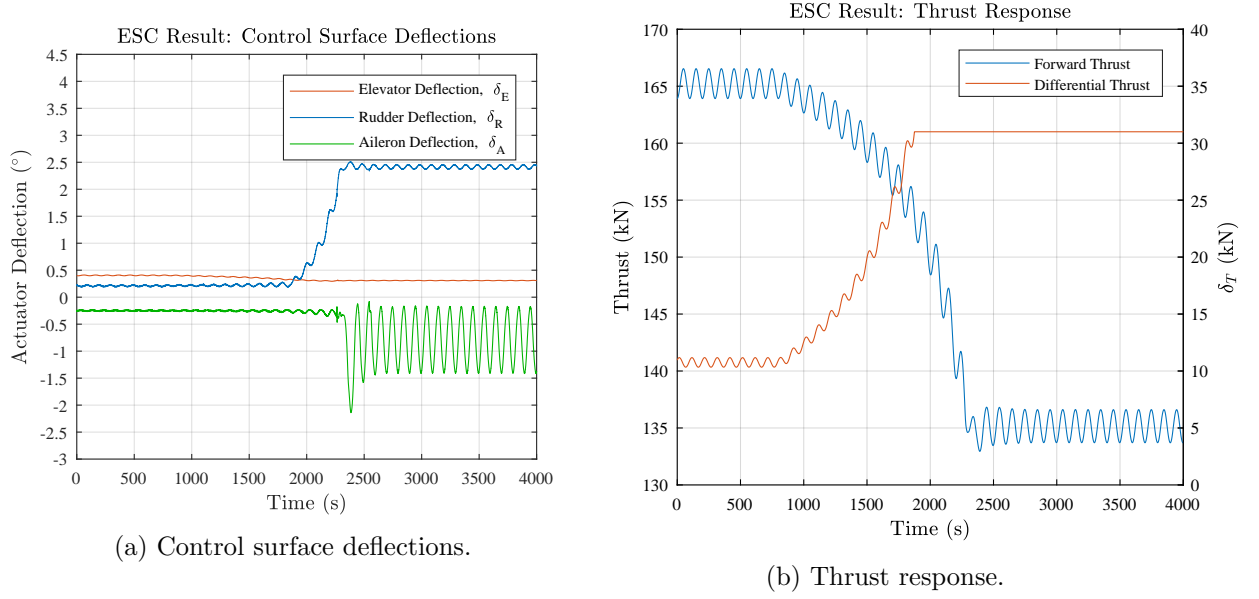 ESC Result: Control Surface Deflections
4.5
4
3.5
3
2.5
2
1.5
1
0.5
0
-0.5
-1
-1.5
-2
-2.5
-3
Actuator Deflection (°)
Elevator Deflection, δE
Rudder Deflection, δR
Aileron Deflection, δA
0 500 1000 1500 2000 2500 3000 3500 4000
Time (s)
(a) Control surface deflections.
ESC Result: Thrust Response
170
165
160
155
150
145
140
135
130
Thrust (kN)
Forward Thrust
Differential Thrust
40
35
30
25
20
15
10
5
0
δT (kN)
0 500 1000 1500 2000 2500 3000 3500 4000
Time (s)
(b) Thrust response.